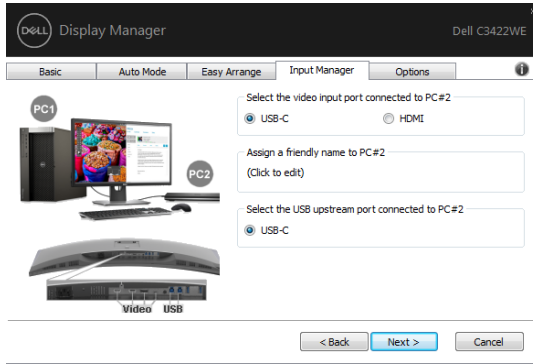 DELL Display Manager
Dell C3422WE
Basic Auto Mode Easy Arrange Input Manager Options
PC1
PC2
Video USB
Select the video input port connected to PC#2
USB-C HDMI
Assign a friendly name to PC#2
(Click to edit)
Select the USB upstream port connected to PC#2
USB-C
< Back Next > Cancel